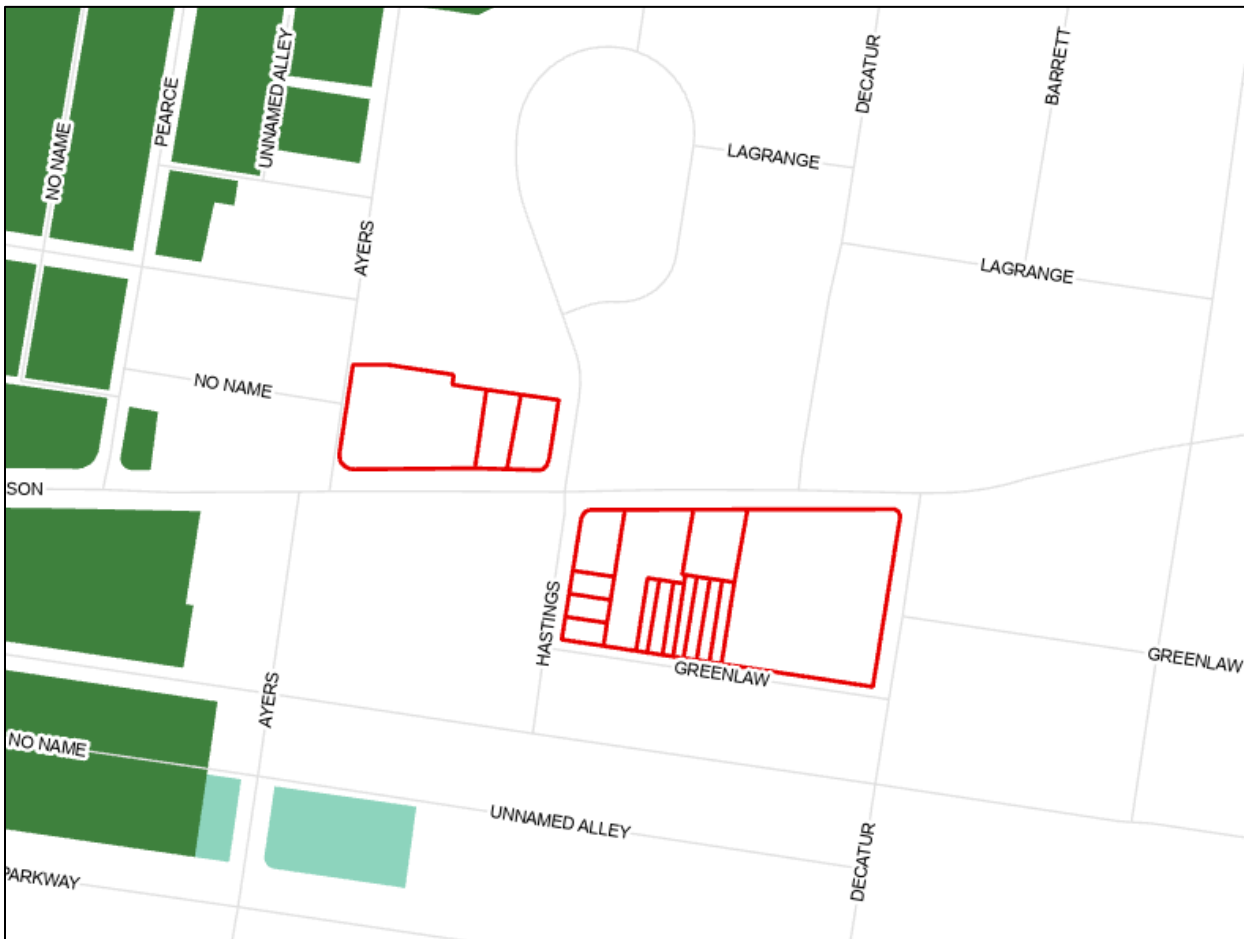 DECATUR
BARRETT
UNNAMED ALLEY
PEARCE
NO NAME
LAGRANGE
AYERS
LAGRANGE
NO NAME
SON
HASTINGS
GREENLAW
GREENLAW
AYERS
NO NAME
UNNAMED ALLEY
DECATUR
PARKWAY